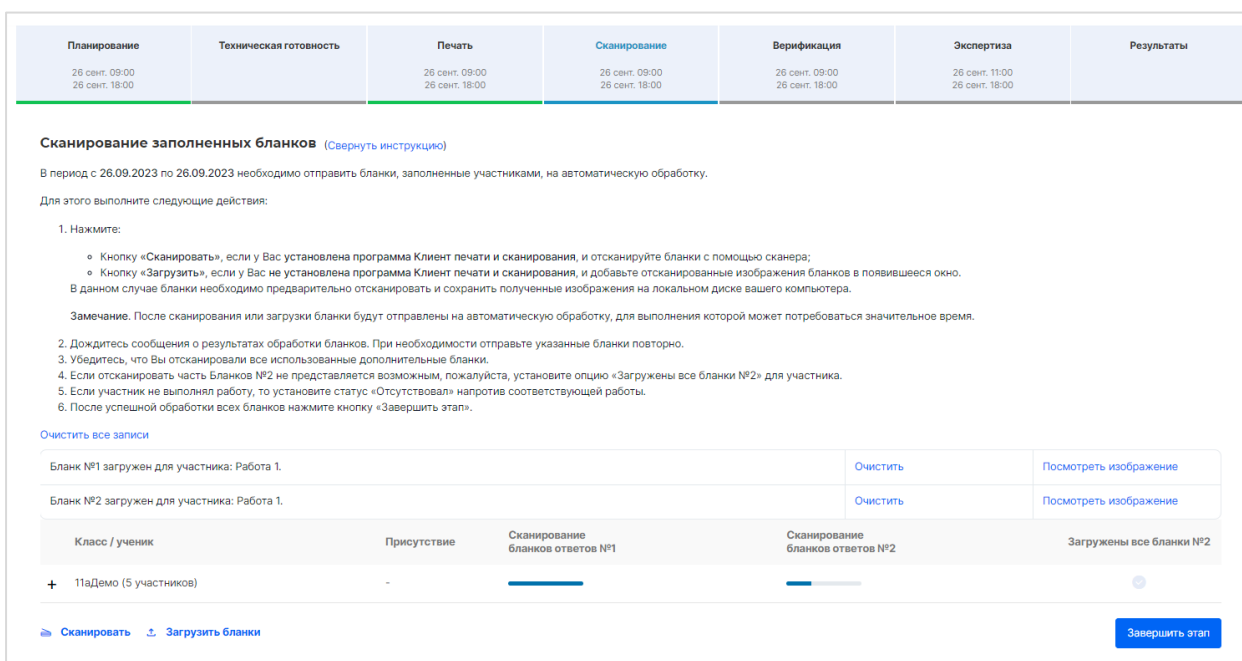 Планирование
26 сент. 09:00
26 сент. 18:00
Техническая готовность
Печать
26 сент. 09:00
26 сент. 18:00
Сканирование
26 сент. 09:00
26 сент. 18:00
Верификация
26 сент. 09:00
26 сент. 18:00
Экспертиза
26 сент. 11:00
26 сент. 18:00
Результаты
Сканирование заполненных бланков (Свернуть инструкцию)
В период с 26.09.2023 по 26.09.2023 необходимо отправить бланки, заполненные участниками, на автоматическую обработку.
Для этого выполните следующие действия:
1. Нажмите:
Кнопку «Сканировать», если у Вас установлена программа Клиент печати и сканирования, и отсканируйте бланки с помощью сканера;
Кнопку «Загрузить», если у Вас не установлена программа Клиент печати и сканирования, и добавьте отсканированные изображения бланков в появившееся окно.
В данном случае бланки необходимо предварительно отсканировать и сохранить полученные изображения на локальном диске вашего компьютера.
Замечание. После сканирования или загрузки бланки будут отправлены на автоматическую обработку, для выполнения которой может потребоваться значительное время.
2. Дождитесь сообщения о результатах обработки бланков. При необходимости отправьте указанные бланки повторно.
3. Убедитесь, что Вы отсканировали все использованные дополнительные бланки.
4. Если отсканировать часть Бланков №2 не представляется возможным, пожалуйста, установите опцию «Загружены все бланки №2» для участника.
5. Если участник не выполнял работу, то установите статус «Отсутствовал» напротив соответствующей работы.
6. После успешной обработки всех бланков нажмите кнопку «Завершить этап».
Очистить все записи
Бланк №1 загружен для участника: Работа 1. Очистить Посмотреть изображение
Бланк №2 загружен для участника: Работа 1. Очистить Посмотреть изображение
Класс / ученик
Присутствие
Сканирование
бланков ответов №1
Сканирование
бланков ответов №2
Загружены все бланки №2
+ 11аДемо (5 участников) -
Сканировать Загрузить бланки Завершить этап